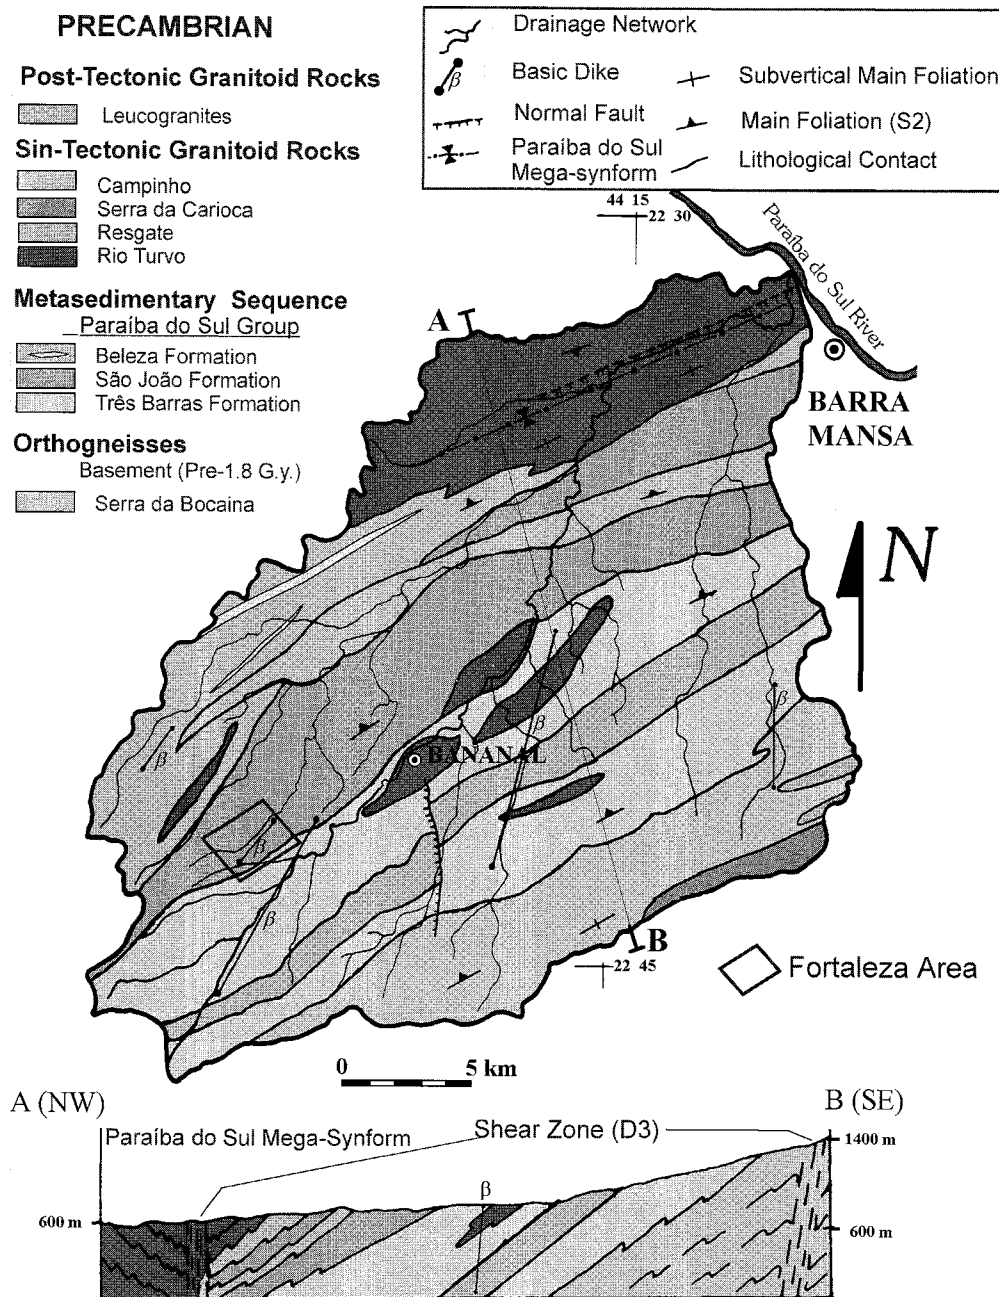 PRECAMBRIAN
Post-Tectonic Granitoid Rocks
Leucogranites
Sin-Tectonic Granitoid Rocks
Campinho
Serra da Carioca
Resgate
Rio Turvo
Metasedimentary Sequence
Paraíba do Sul Group
Beleza Formation
São João Formation
Três Barras Formation
Orthogneisses
Basement (Pre-1.8 G.y.)
Serra da Bocaina
Drainage Network
β
Basic Dike
Normal Fault
Paraíba do Sul
Mega-synform
Subvertical Main Foliation
Main Foliation (S2)
Lithological Contact
44 15
22 30
Paraíba do Sul River
A
BARRA
MANSA
N
β
β
BANANAL
β
β
β
B
22 45
Fortaleza Area
0 5 km
A (NW)
B (SE)
Paraíba do Sul Mega-Synform
Shear Zone (D3)
1400 m
β
600 m
600 m